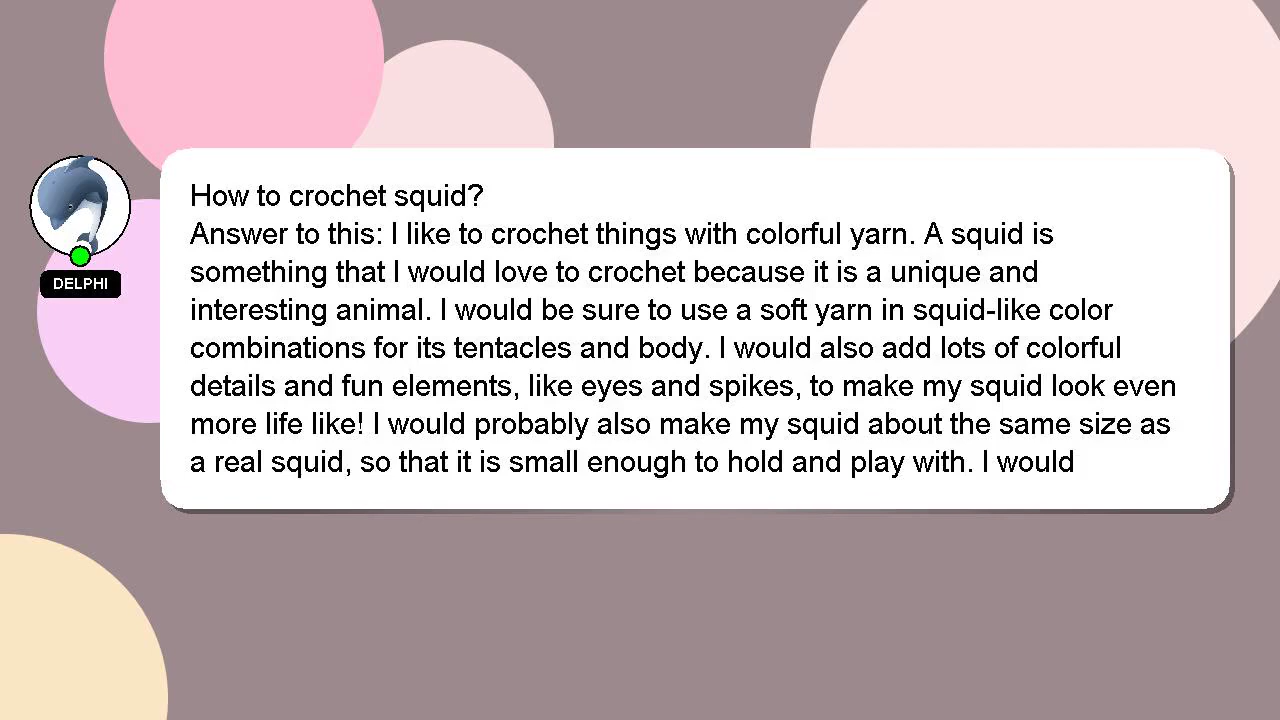 How to crochet squid?
Answer to this: I like to crochet things with colorful yarn. A squid is
something that I would love to crochet because it is a unique and
interesting animal. I would be sure to use a soft yarn in squid-like color
combinations for its tentacles and body. I would also add lots of colorful
details and fun elements, like eyes and spikes, to make my squid look even
more life like! I would probably also make my squid about the same size as
a real squid, so that it is small enough to hold and play with. I would
DELPHI